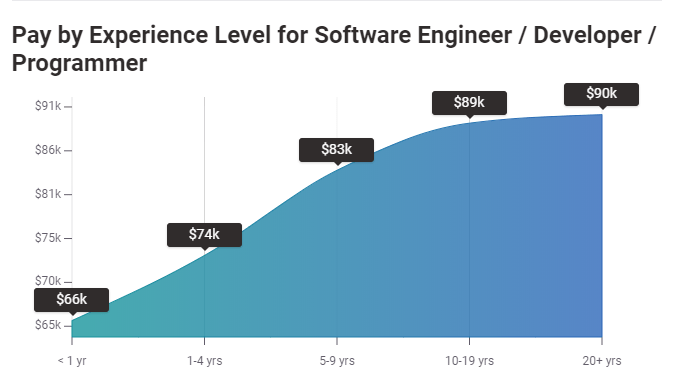 Pay by Experience Level for Software Engineer / Developer /
Programmer
$91k
$90k
$89k
$86k
$83k
$81k
$75k
$74k
$70k
$66k
$65k
< 1 yr
1-4 yrs
5-9 yrs
10-19 yrs
20+ yrs